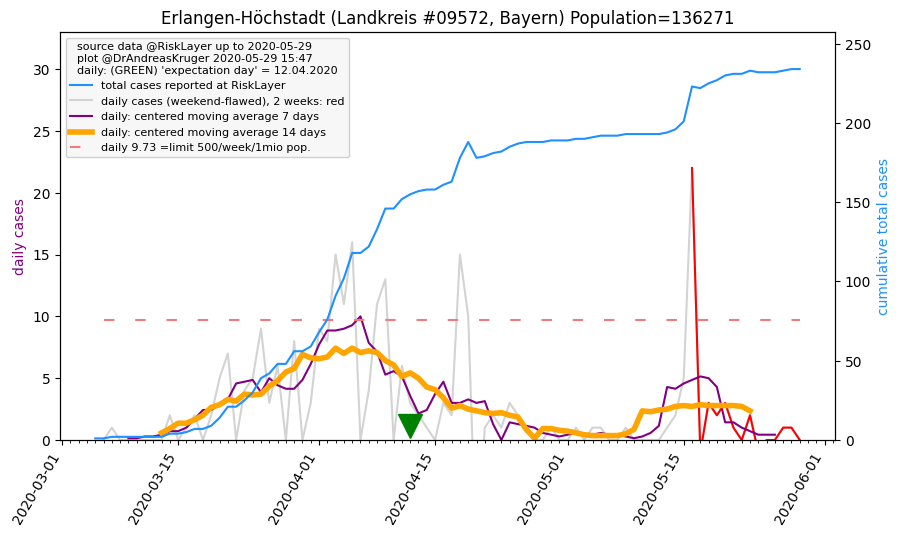 Erlangen-Höchstadt (Landkreis #09572, Bayern) Population=136271
source data @RiskLayer up to 2020-05-29
plot @DrAndreasKruger 2020-05-29 15:47
daily: (GREEN) 'expectation day' = 12.04.2020
total cases reported at RiskLayer
daily cases (weekend-flawed), 2 weeks: red
daily: centered moving average 7 days
daily: centered moving average 14 days
daily 9.73 =limit 500/week/1mio pop.
daily cases
30
25
20
15
10
5
0
cumulative total cases
250
200
150
100
50
0
2020-03-01
2020-03-15
2020-04-01
2020-04-15
2020-05-01
2020-05-15
2020-06-01